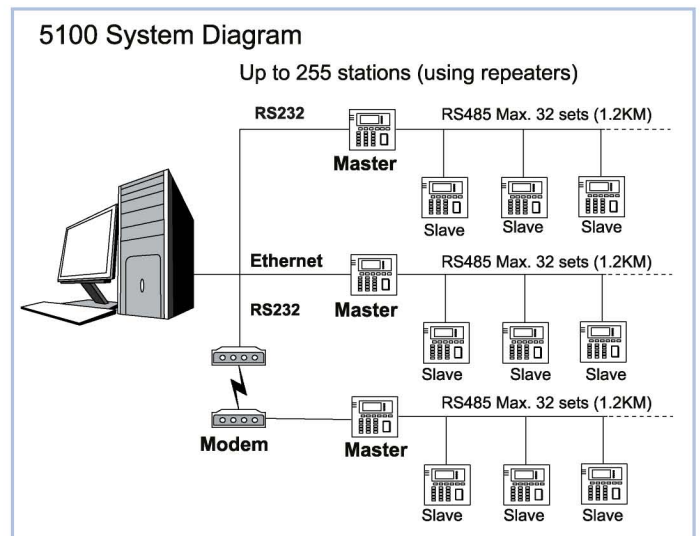 5100 System Diagram
Up to 255 stations (using repeaters)
RS232
RS485 Max. 32 sets (1.2KM)
Master
Slave Slave Slave
Ethernet
RS485 Max. 32 sets (1.2KM)
RS232
Master
Slave Slave Slave
RS485 Max. 32 sets (1.2KM)
Modem
Master
Slave Slave Slave